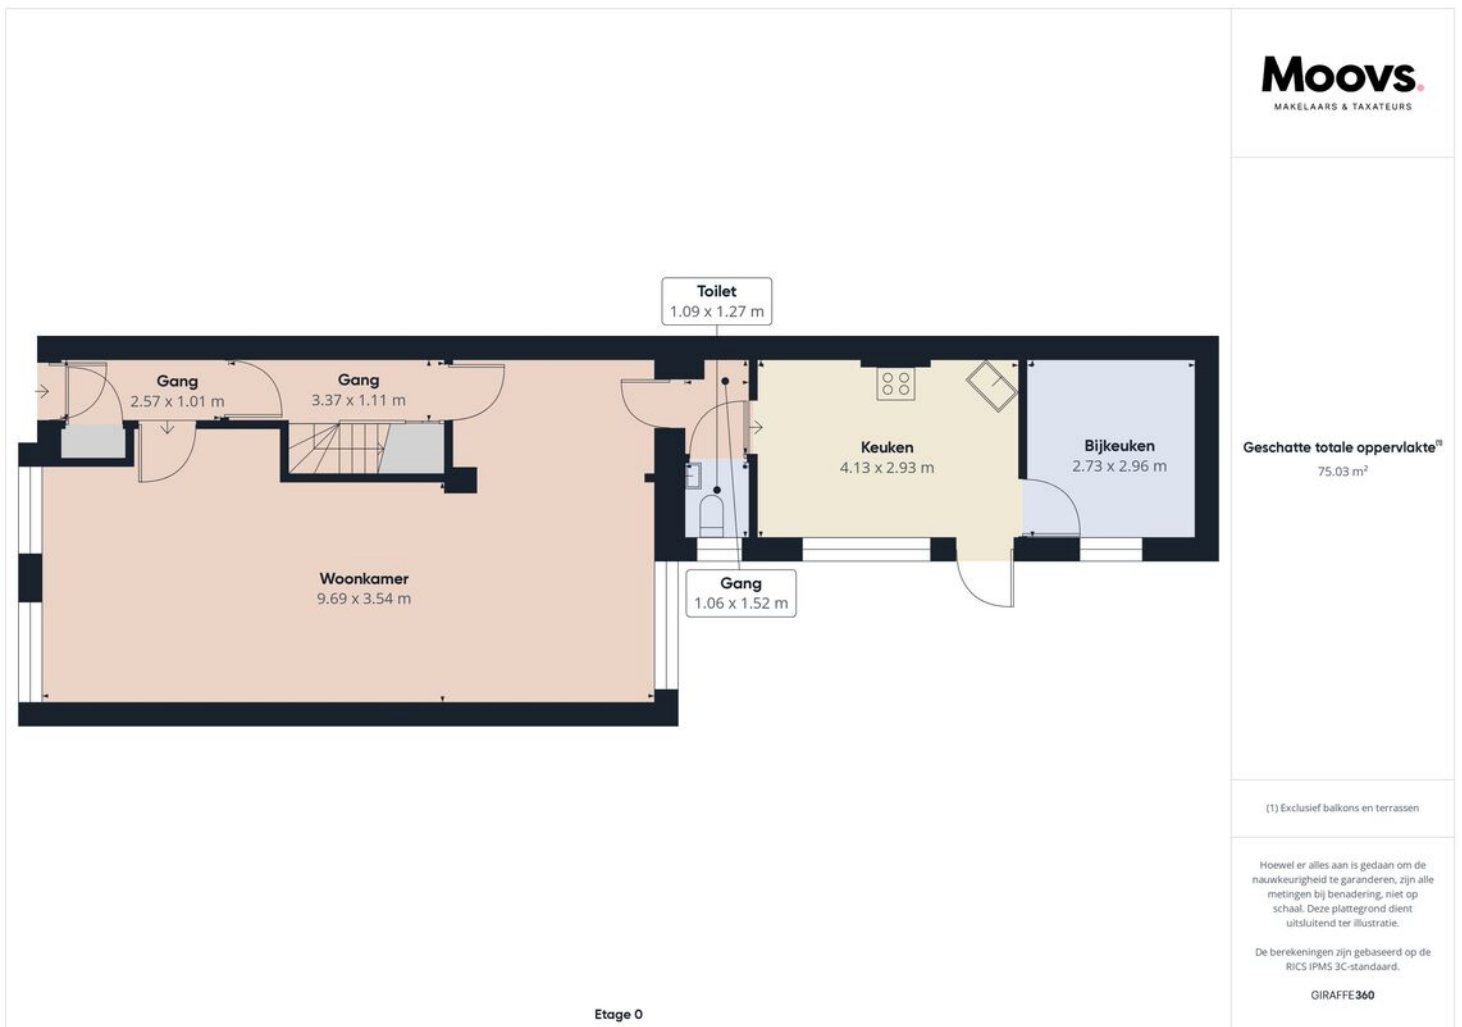 Moovs.
MAKELAARS & TAXATEURS
Toilet
1.09 x 1.27 m
Gang
2.57 x 1.01 m
Gang
3.37 x 1.11 m
Keuken
4.13 x 2.93 m
Bijkeuken
2.73 x 2.96 m
Woonkamer
9.69 x 3.54 m
Gang
1.06 x 1.52 m
Etage 0
Geschatte totale oppervlakte(1)
75.03 m²
(1) Exclusief balkons en terrassen
Hoewel er alles aan is gedaan om de
nauwkeurigheid te garanderen, zijn alle
metingen bij benadering, niet op
schaal. Deze plattegrond dient
uitsluitend ter illustratie.
De berekeningen zijn gebaseerd op de
RICS IPMS 3C-standaard.
GIRAFFE360